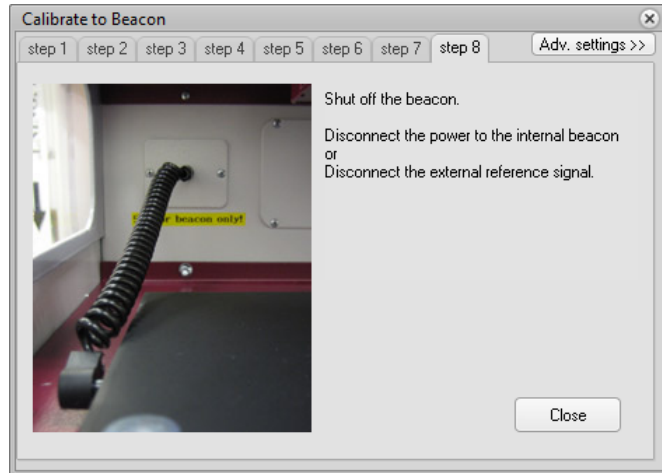 Calibrate to Beacon
step 1 step 2 step 3 step 4 step 5 step 6 step 7 step 8 Adv. settings >>
Shut off the beacon.
Disconnect the power to the internal beacon
or
Disconnect the external reference signal.
or beacon only!
Close